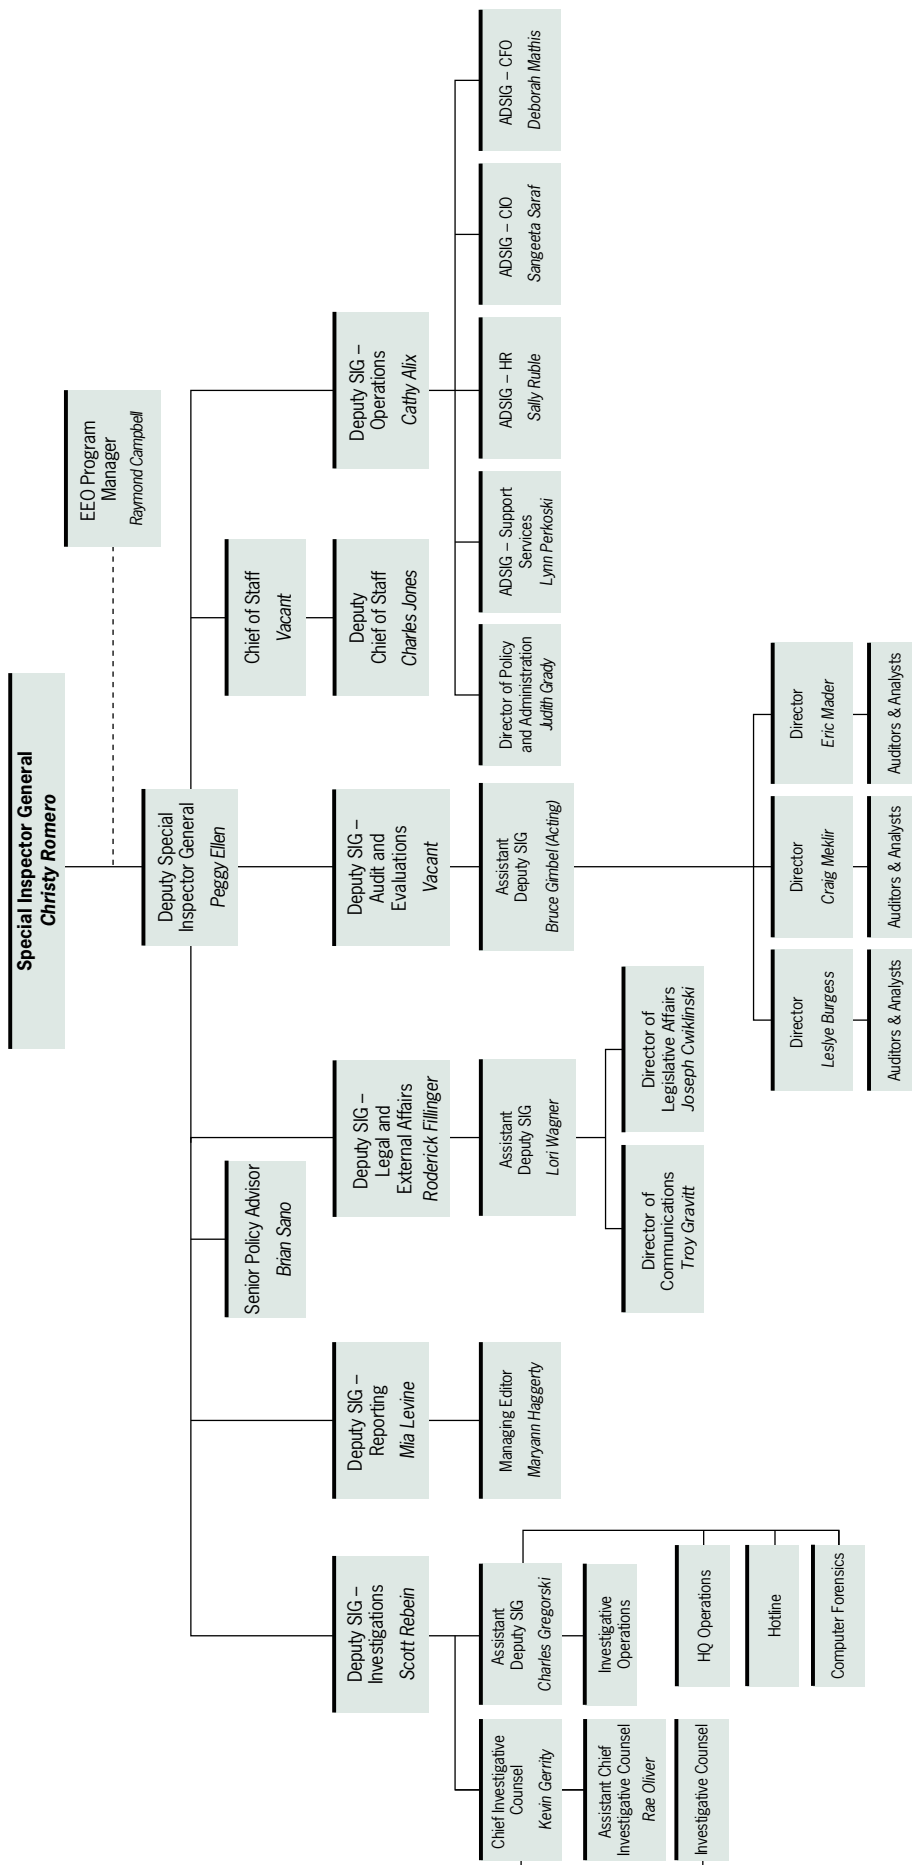 Special Inspector General
Christy Romero
EEO Program
Manager
Raymond Campbell
Deputy Special
Inspector General
Peggy Ellen
Senior Policy Advisor
Brian Sano
Chief of Staff
Vacant
Deputy SIG –
Investigations
Scott Rebein
Deputy SIG –
Reporting
Mia Levine
Deputy SIG –
Legal and
External Affairs
Roderick Fillinger
Deputy SIG –
Audit and
Evaluations
Vacant
Deputy
Chief of Staff
Charles Jones
Deputy SIG –
Operations
Cathy Alix
Chief Investigative
Counsel
Kevin Gerrity
Assistant
Deputy SIG
Charles Gregorski
Managing Editor
Maryann Haggerty
Assistant
Deputy SIG
Lori Wagner
Assistant
Deputy SIG
Bruce Gimbel (Acting)
Director of Policy
and Administration
Judith Grady
ADSIG – Support
Services
Lynn Perkoski
ADSIG – HR
Sally Ruble
ADSIG – CIO
Sangeeta Saraf
ADSIG – CFO
Deborah Mathis
Assistant Chief
Investigative Counsel
Rae Oliver
Investigative
Operations
Director of
Communications
Troy Gravitt
Director of
Legislative Affairs
Joseph Cwiklinski
Investigative Counsel
HQ Operations
Hotline
Computer Forensics
Director
Leslye Burgess
Director
Craig Meklir
Director
Eric Mader
Auditors & Analysts
Auditors & Analysts
Auditors & Analysts